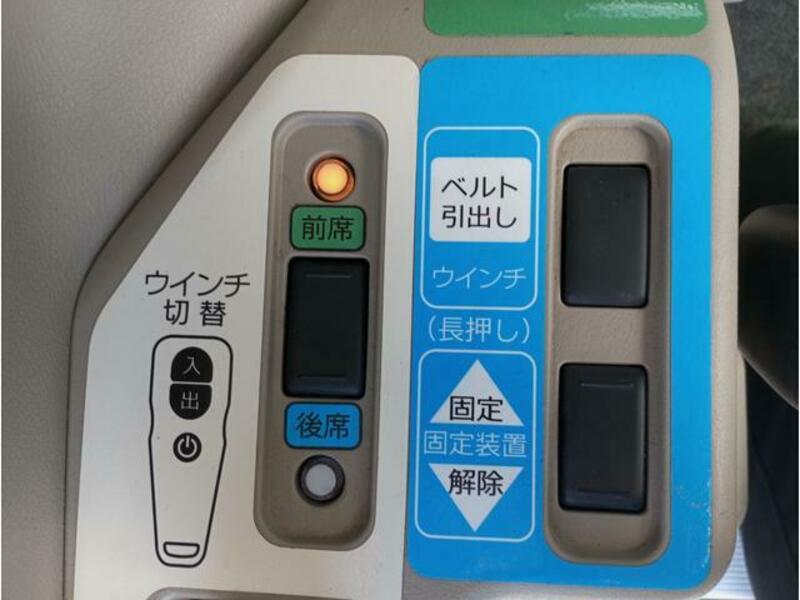 ウインチ
切替
入
出
前席
後席
ベルト
引出し
ウインチ
(長押し)
固定
固定装置
解除